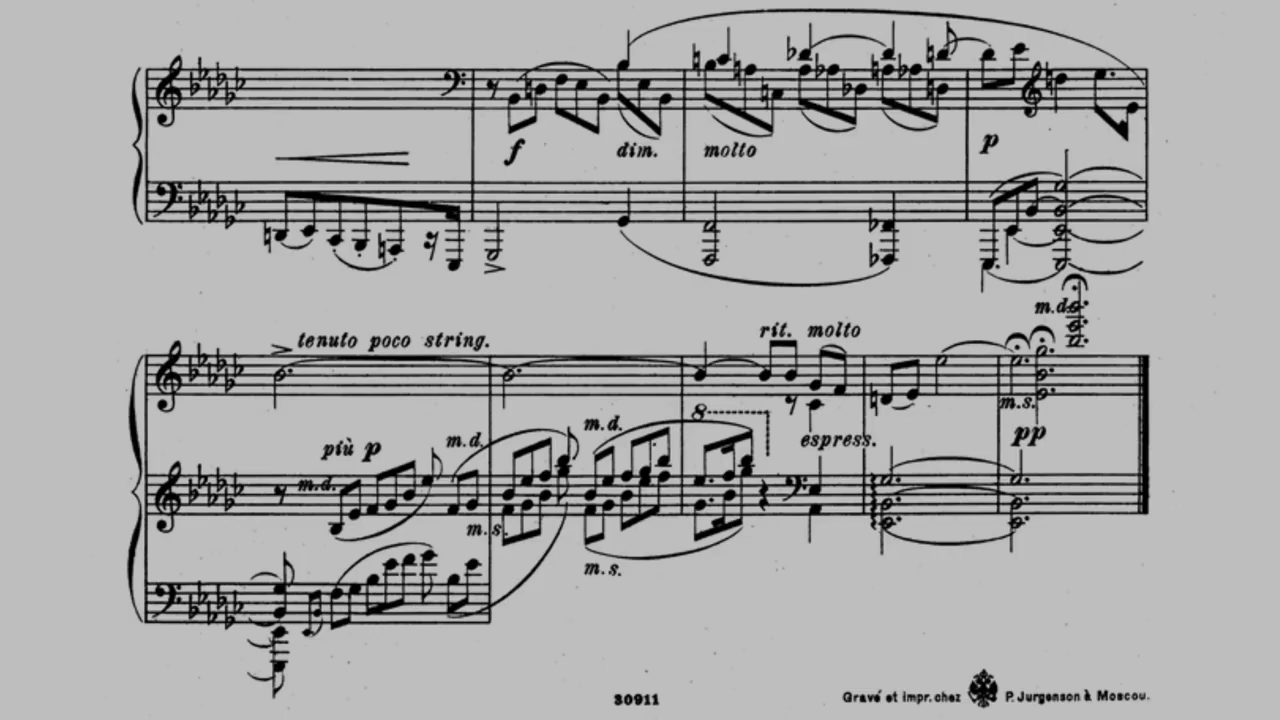 f dim. molto p
m.d.
tenuto poco string. rit. molto
più p m.d. m.d. 8 espress. m.s. pp
m.d. m.s.
m.s.
30911 Gravé et impr. chez P. Jurgenson à Moscou.